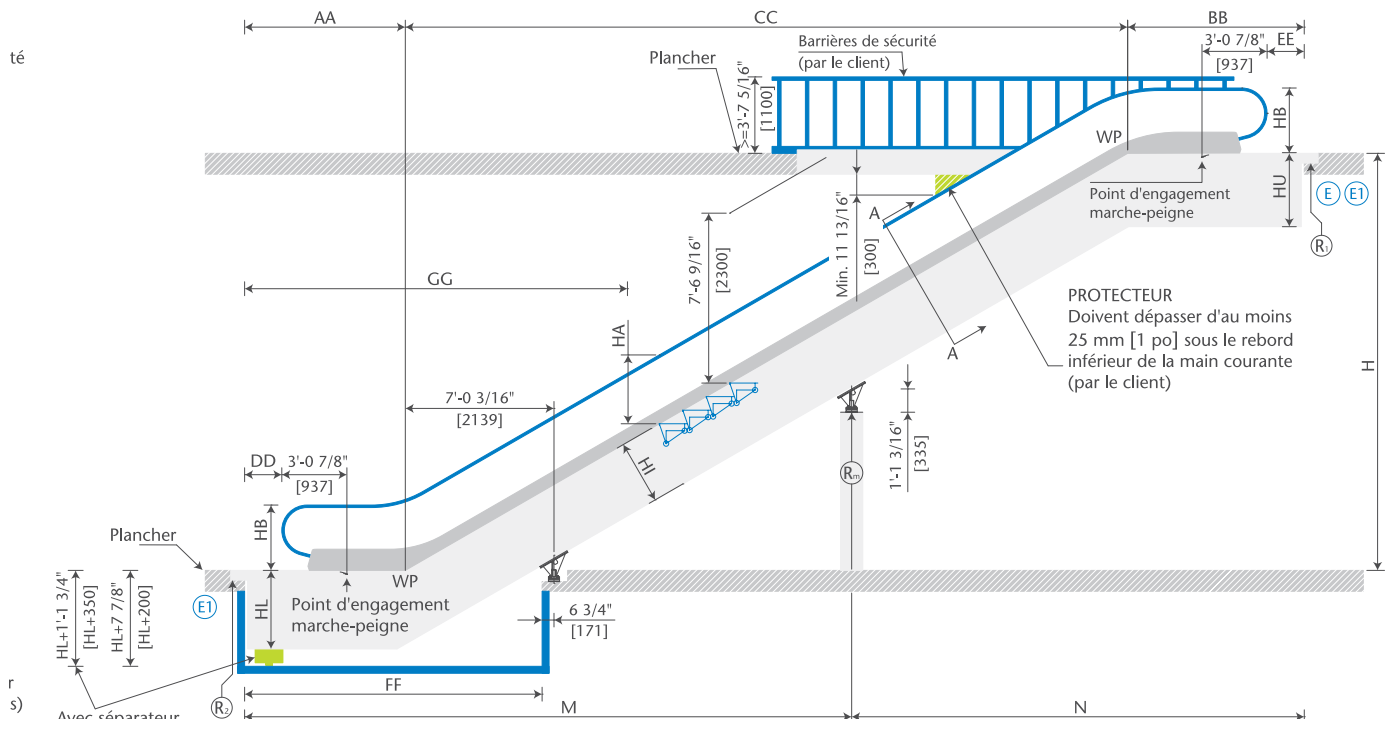 AA
CC
BB
té
Barrières de sécurité
(par le client)
3'-0 7/8"
[937]
EE
Plancher
>=3'-7 5/16"
[1100]
HB
WP
HU
Point d'engagement
marche-peigne
E
E1
R1
A
7'-6 9/16"
[2300]
Min. 11 13/16"
[300]
GG
HA
PROTECTEUR
Doivent dépasser d'au moins
25 mm [1 po] sous le rebord
inférieur de la main courante
(par le client)
A
H
7'-0 3/16"
[2139]
1'-1 3/16"
[335]
DD
3'-0 7/8"
[937]
HI
Rm
HB
Plancher
WP
E1
HL+1'-1 3/4"
[HL+350]
HL+7 7/8"
[HL+200]
HL
Point d'engagement
marche-peigne
6 3/4"
[171]
FF
r
s)
R2
M
N
Avec séparateur